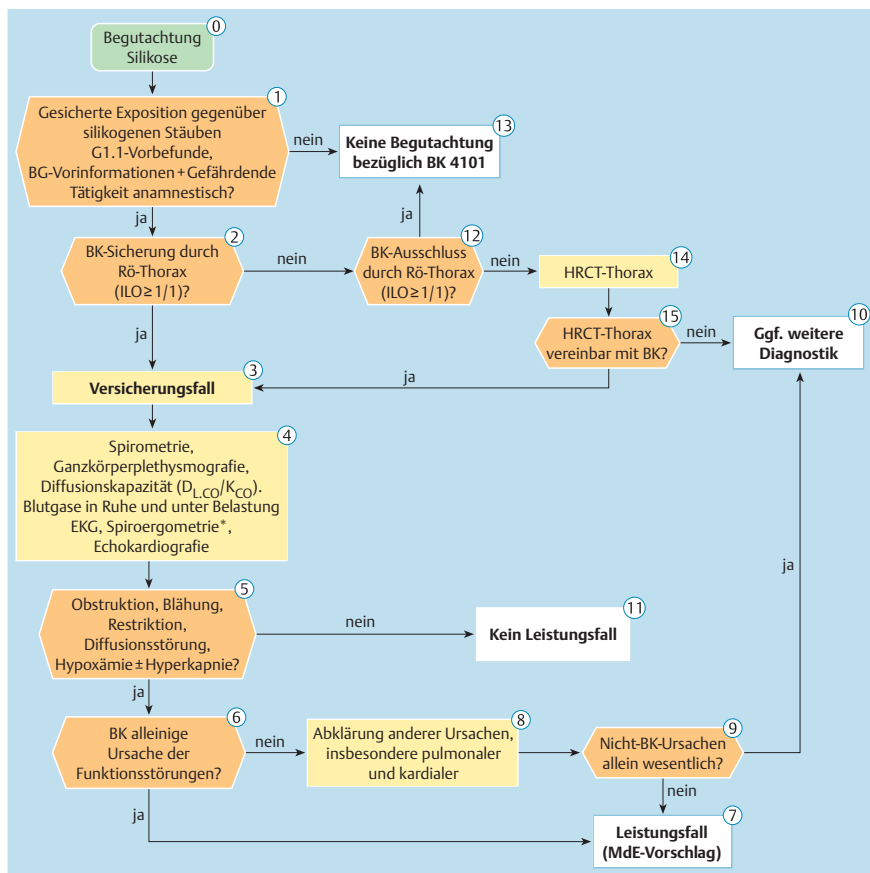 0
Begutachtung
Silikose
1
Gesicherte Exposition gegenüber
silikogenen Stäuben
G1.1-Vorbefunde,
BG-Vorinformationen + Gefährdende
Tätigkeit anamnestisch?
nein
13
Keine Begutachtung
bezüglich BK 4101
ja
ja
2
BK-Sicherung durch
Rö-Thorax
(ILO ≥ 1/1)?
nein
12
BK-Ausschluss
durch Rö-Thorax
(ILO ≥ 1/1)?
nein
14
HRCT-Thorax
15
HRCT-Thorax
vereinbar mit BK?
nein
10
Ggf. weitere
Diagnostik
ja
ja
3
Versicherungsfall
4
Spirometrie,
Ganzkörperplethysmografie,
Diffusionskapazität (DL,CO/KCO).
Blutgase in Ruhe und unter Belastung
EKG, Spiroergometrie*,
Echokardiografie
ja
5
Obstruktion, Blähung,
Restriktion,
Diffusionsstörung,
Hypoxämie ± Hyperkapnie?
nein
11
Kein Leistungsfall
ja
6
BK alleinige
Ursache der
Funktionsstörungen?
nein
8
Abklärung anderer Ursachen,
insbesondere pulmonaler
und kardialer
9
Nicht-BK-Ursachen
allein wesentlich?
nein
ja
7
Leistungsfall
(MdE-Vorschlag)